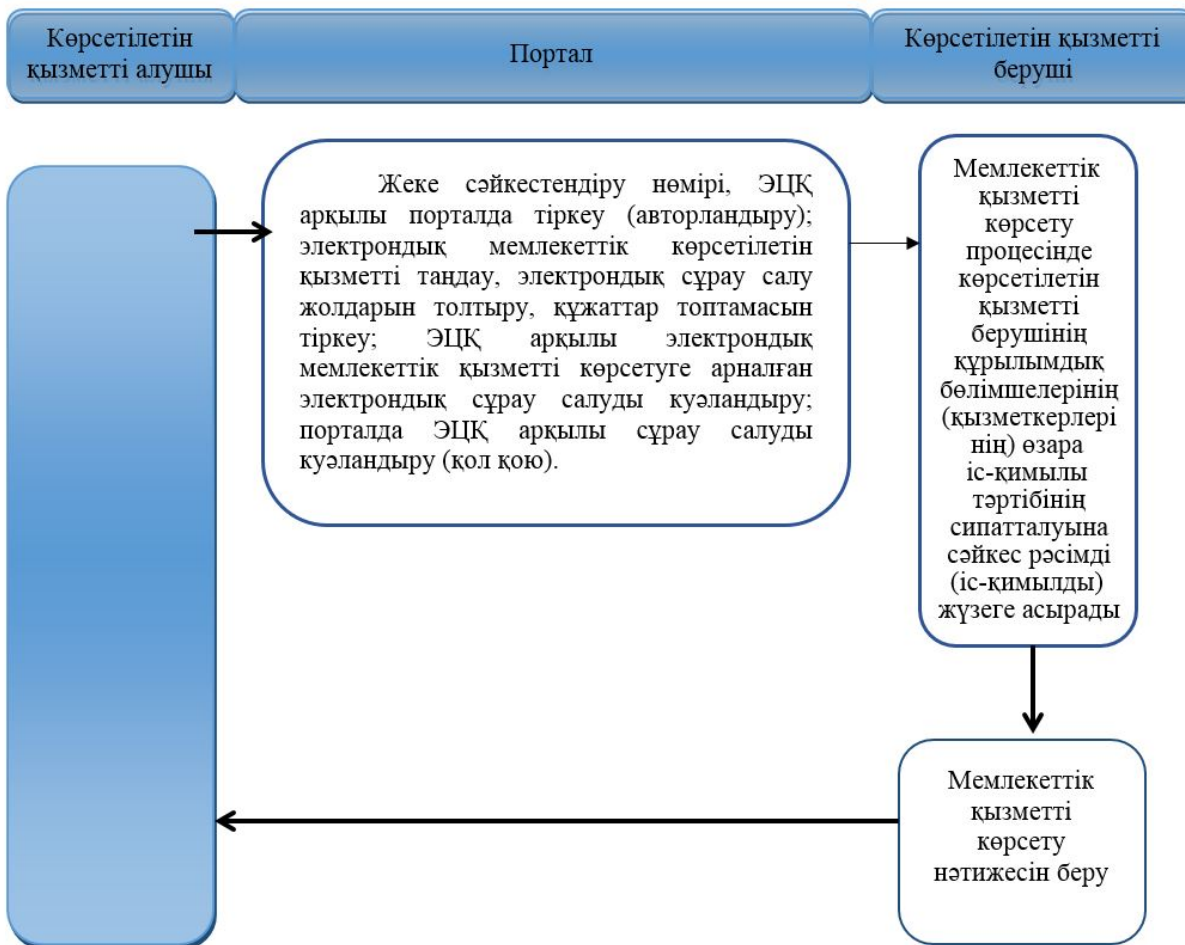 Көрсетілетін
қызметті алушы
Портал
Көрсетілетін қызметті
беруші
Жеке сәйкестендіру нөмірі, ЭЦҚ
арқылы порталда тіркеу (авторландыру);
электрондық мемлекеттік көрсетілетін
қызметті таңдау, электрондық сұрау салу
жолдарын толтыру, құжаттар топтамасын
тіркеу; ЭЦҚ арқылы электрондық
мемлекеттік қызметті көрсетуге арналған
электрондық сұрау салуды куәландыру;
порталда ЭЦҚ арқылы сұрау салуды
куәландыру (қол қою).
Мемлекеттік
қызметті
көрсету
процесінде
көрсетілетін
қызметті
берушінің
құрылымдық
бөлімшелерінің
(қызметкерлері
нің) өзара
іс-қимылы
тәртібінің
сипатталуына
сәйкес рәсімді
(іс-қимылды)
жүзеге асырады
Мемлекеттік
қызметті
көрсету
нәтижесін беру